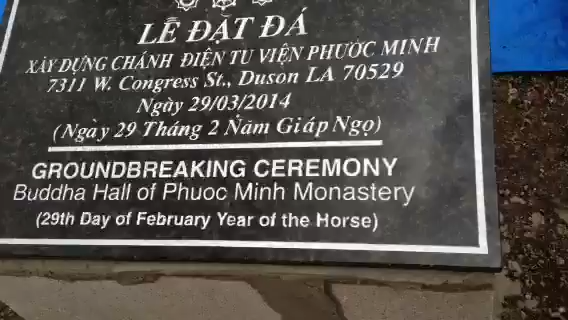 LỄ ĐẶT ĐÁ
XÂY DỰNG CHÁNH ĐIỆN TU VIỆN PHƯỚC MINH
7311 W. Congress St., Duson LA 70529
Ngày 29/03/2014
(Ngày 29 Tháng 2 Năm Giáp Ngọ)
GROUNDBREAKING CEREMONY
Buddha Hall of Phuoc Minh Monastery
(29th Day of February Year of the Horse)